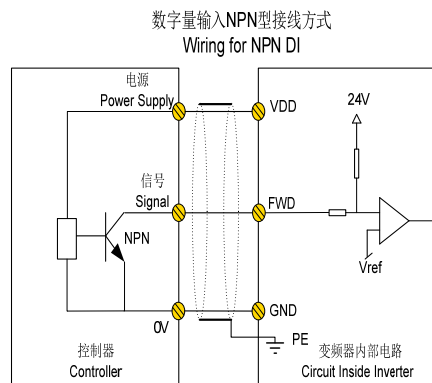 数字量输入NPN型接线方式
Wiring for NPN DI
电源
Power Supply
VDD
24V
信号
Signal
FWD
NPN
Vref
0V
GND
PE
控制器
Controller
变频器内部电路
Circuit Inside Inverter